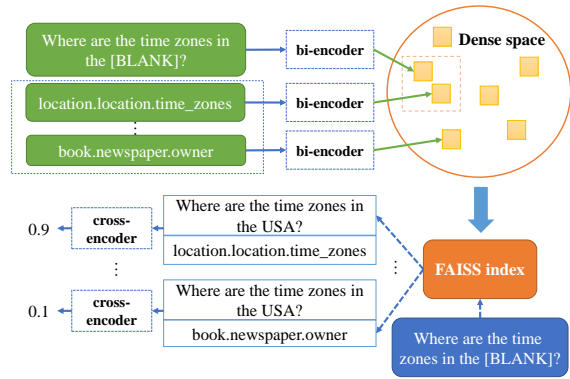 Where are the time zones in
the [BLANK]?
bi-encoder
Dense space
location.location.time_zones
bi-encoder
⋮
book.newspaper.owner
bi-encoder
0.9
cross-
encoder
Where are the time zones in
the USA?
location.location.time_zones
⋮
⋮
FAISS index
0.1
cross-
encoder
Where are the time zones in
the USA?
book.newspaper.owner
Where are the time
zones in the [BLANK]?